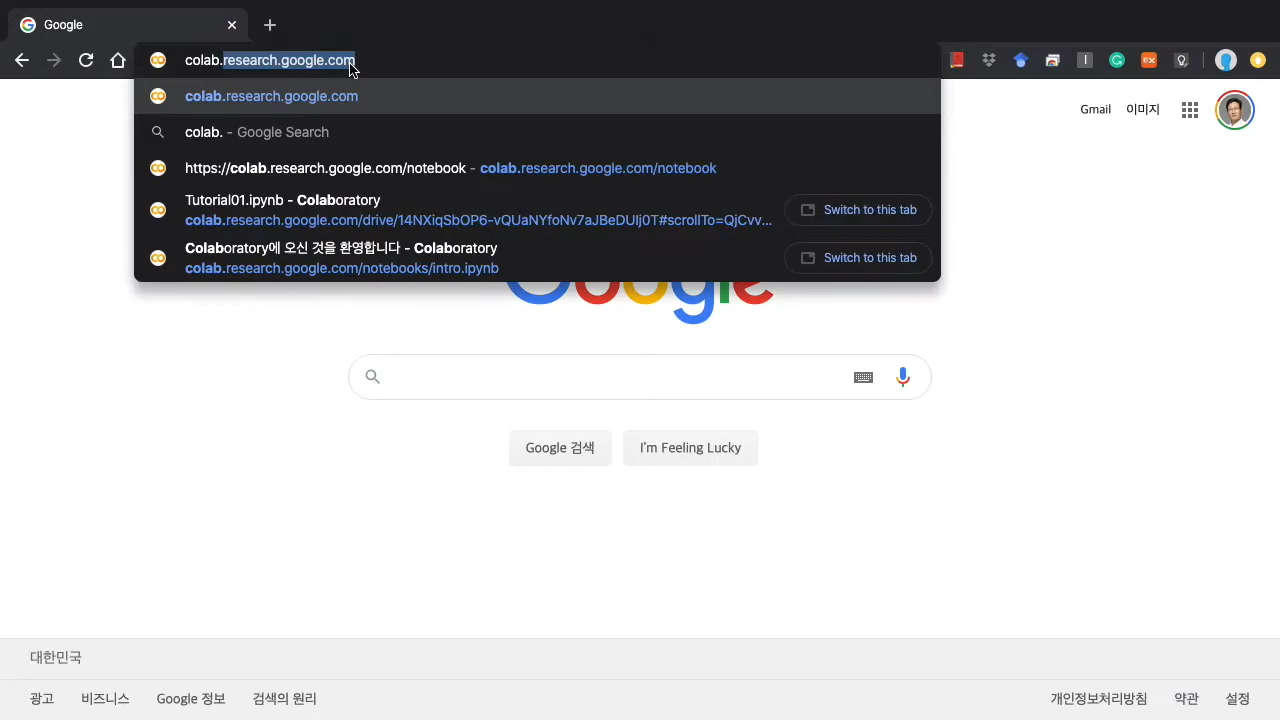 Google
colab.research.google.com
colab.research.google.com
colab. - Google Search
https://colab.research.google.com/notebook - colab.research.google.com/notebook
Tutorial01.ipynb - Colaboratory
colab.research.google.com/drive/14NXiqSbOP6-vQUaNYfoNv7aJBeDUIj0T#scrollTo=QjCvv...
Switch to this tab
Colaboratory에 오신 것을 환영합니다 - Colaboratory
colab.research.google.com/notebooks/intro.ipynb
Switch to this tab
Gmail 이미지
Google
Google 검색 I'm Feeling Lucky
대한민국
광고 비즈니스 Google 정보 검색의 원리 개인정보처리방침 약관 설정